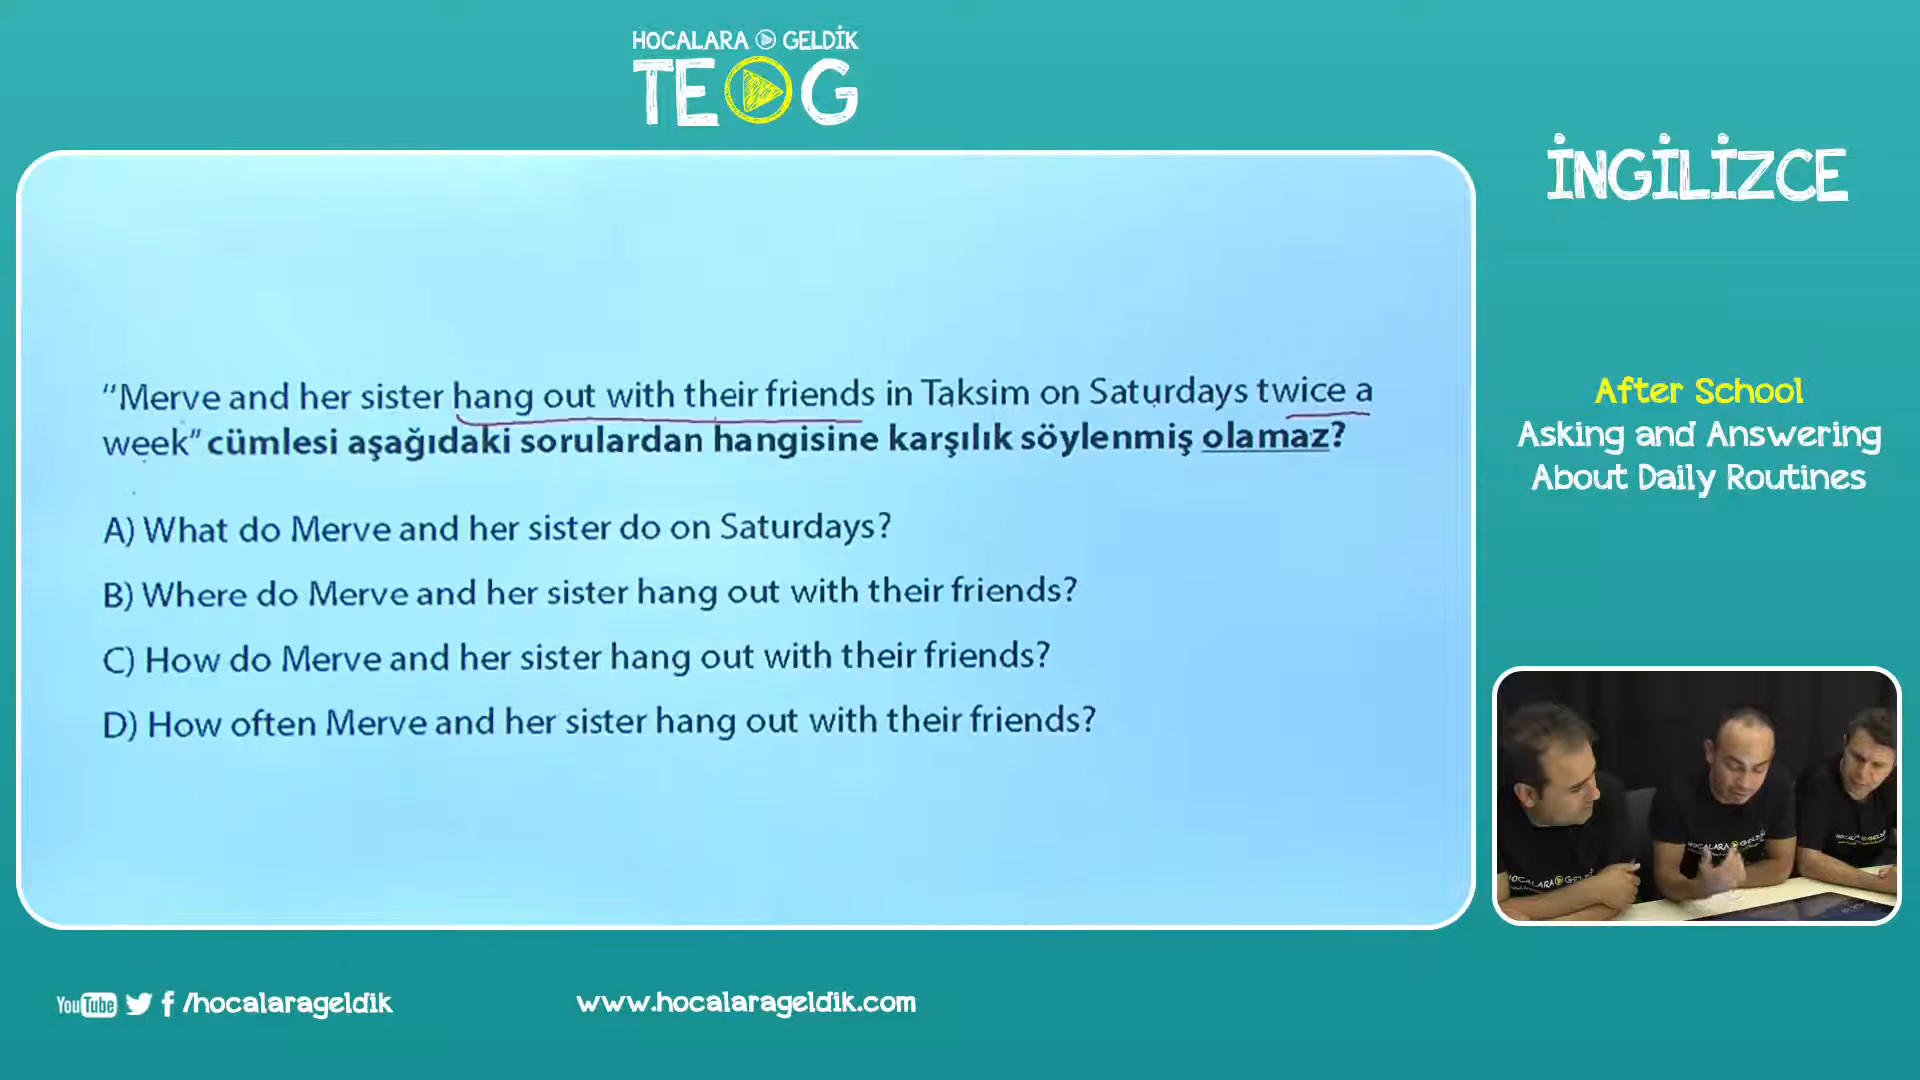 HOCALARA GELDİK
TEOG
İNGİLİZCE
"Merve and her sister hang out with their friends in Taksim on Saturdays twice a
week" cümlesi aşağıdaki sorulardan hangisine karşılık söylenmiş olamaz?
A) What do Merve and her sister do on Saturdays?
B) Where do Merve and her sister hang out with their friends?
C) How do Merve and her sister hang out with their friends?
D) How often Merve and her sister hang out with their friends?
After School
Asking and Answering
About Daily Routines
HOCALARA GELDİK
YouTube /hocalarageldik
www.hocalarageldik.com